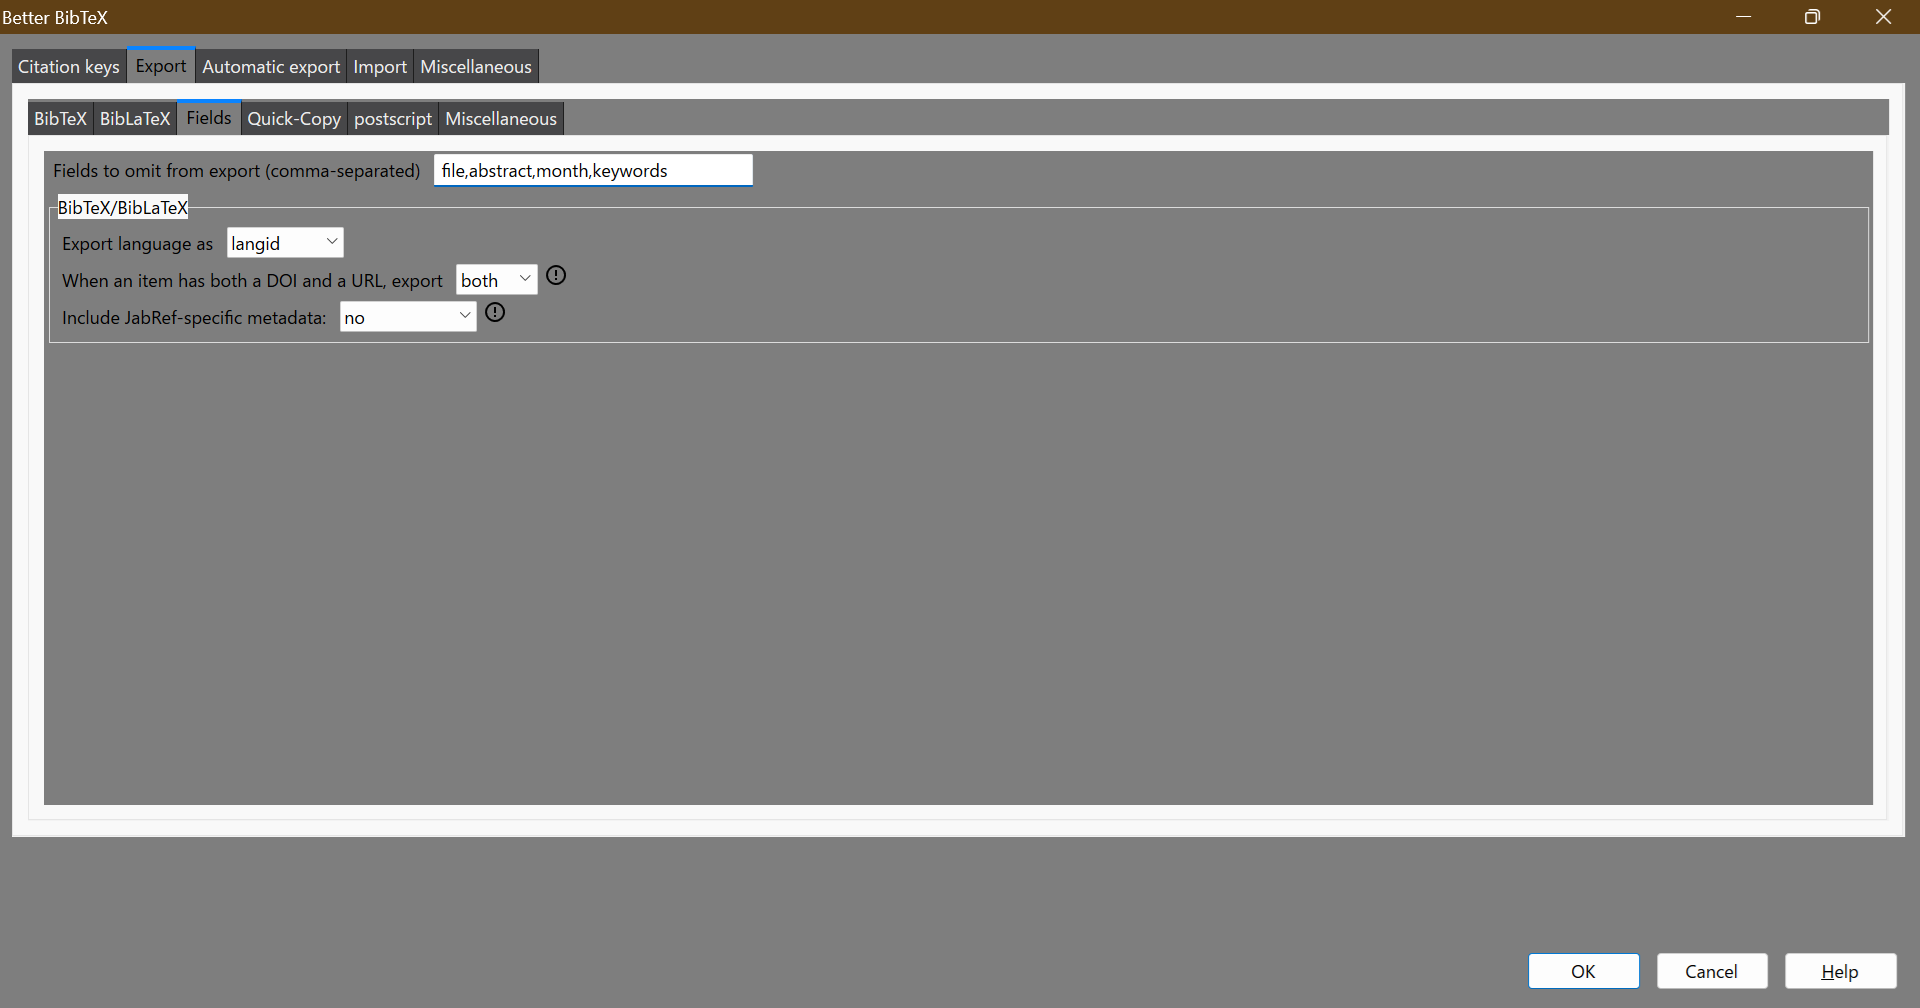 Better BibTeX
Citation keys Export Automatic export Import Miscellaneous
BibTeX BibLaTeX Fields Quick-Copy postscript Miscellaneous
Fields to omit from export (comma-separated) file,abstract,month,keywords
BibTeX/BibLaTeX
Export language as langid
When an item has both a DOI and a URL, export both
Include JabRef-specific metadata: no
OK Cancel Help